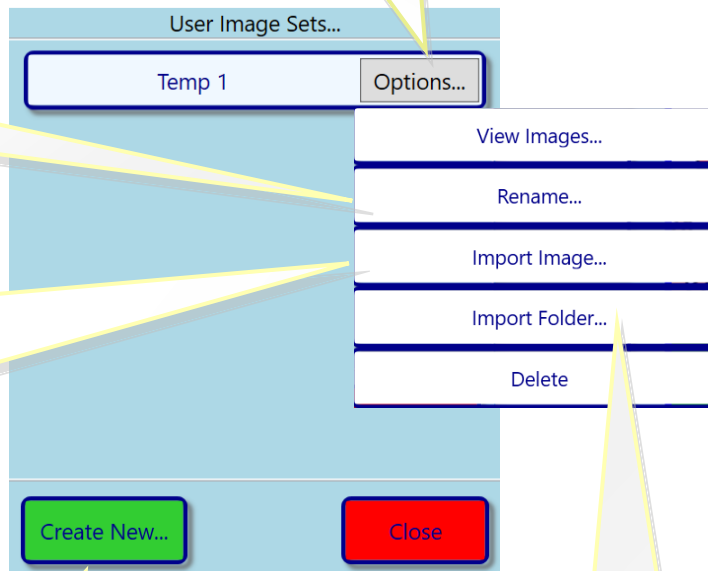 User Image Sets...
Temp 1
Options...
View Images...
Rename...
Import Image...
Import Folder...
Delete
Create New...
Close